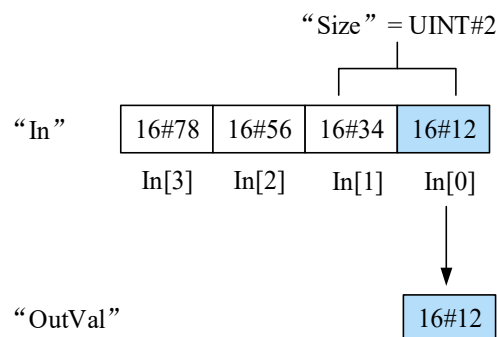 “Size” = UINT#2
“In” 16#78 16#56 16#34 16#12
In[3] In[2] In[1] In[0]
“OutVal” 16#12